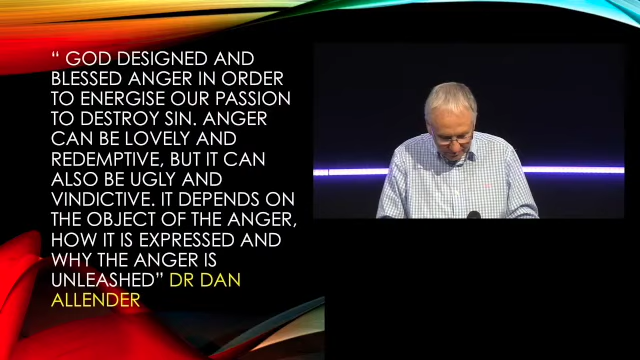 “ GOD DESIGNED AND
BLESSED ANGER IN ORDER
TO ENERGISE OUR PASSION
TO DESTROY SIN. ANGER
CAN BE LOVELY AND
REDEMPTIVE, BUT IT CAN
ALSO BE UGLY AND
VINDICTIVE. IT DEPENDS ON
THE OBJECT OF THE ANGER,
HOW IT IS EXPRESSED AND
WHY THE ANGER IS
UNLEASHED” DR DAN
ALLENDER